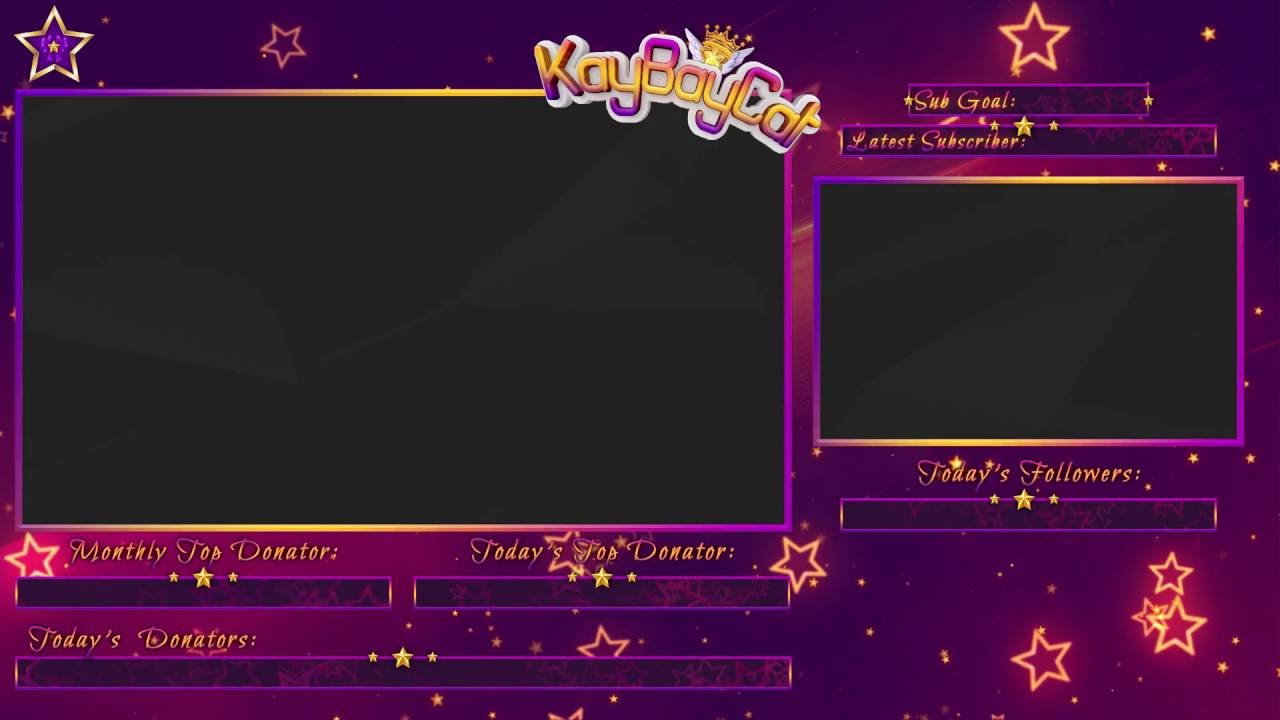 KayBayCat
Sub Goal:
Latest Subscriber:
Today's Followers:
Monthly Top Donator:
Today's Top Donator:
Today's Donators: